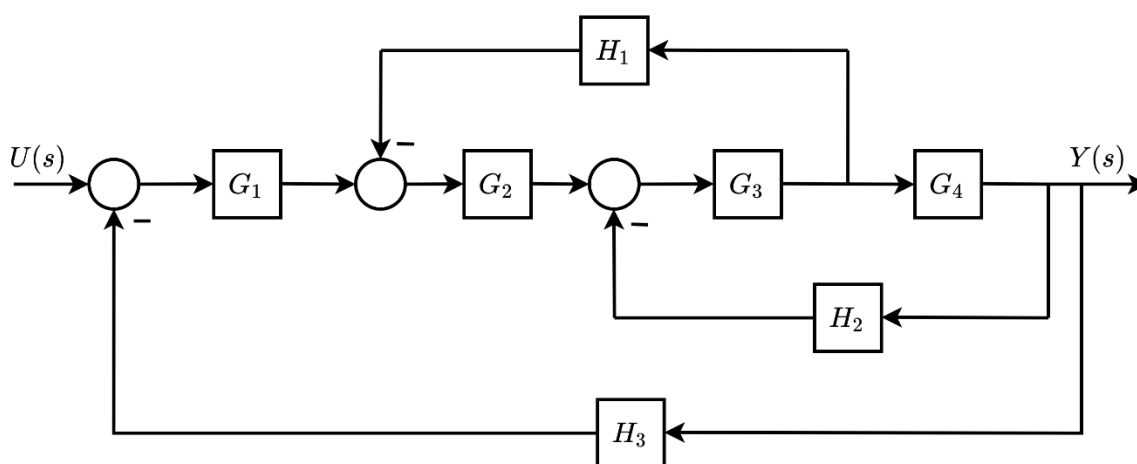 H₁
−
U(s) G₁ G₂ G₃ G₄ Y(s)
− −
H₂
H₃